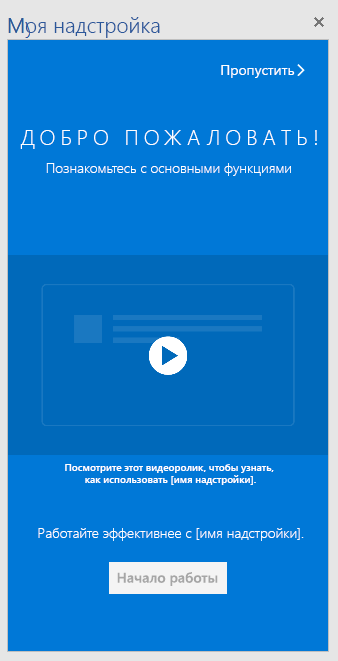 Моя надстройка
Пропустить
ДОБРО ПОЖАЛОВАТЬ!
Познакомьтесь с основными функциями
Посмотрите этот видеоролик, чтобы узнать,
как использовать [имя надстройки].
Работайте эффективнее с [имя надстройки].
Начало работы